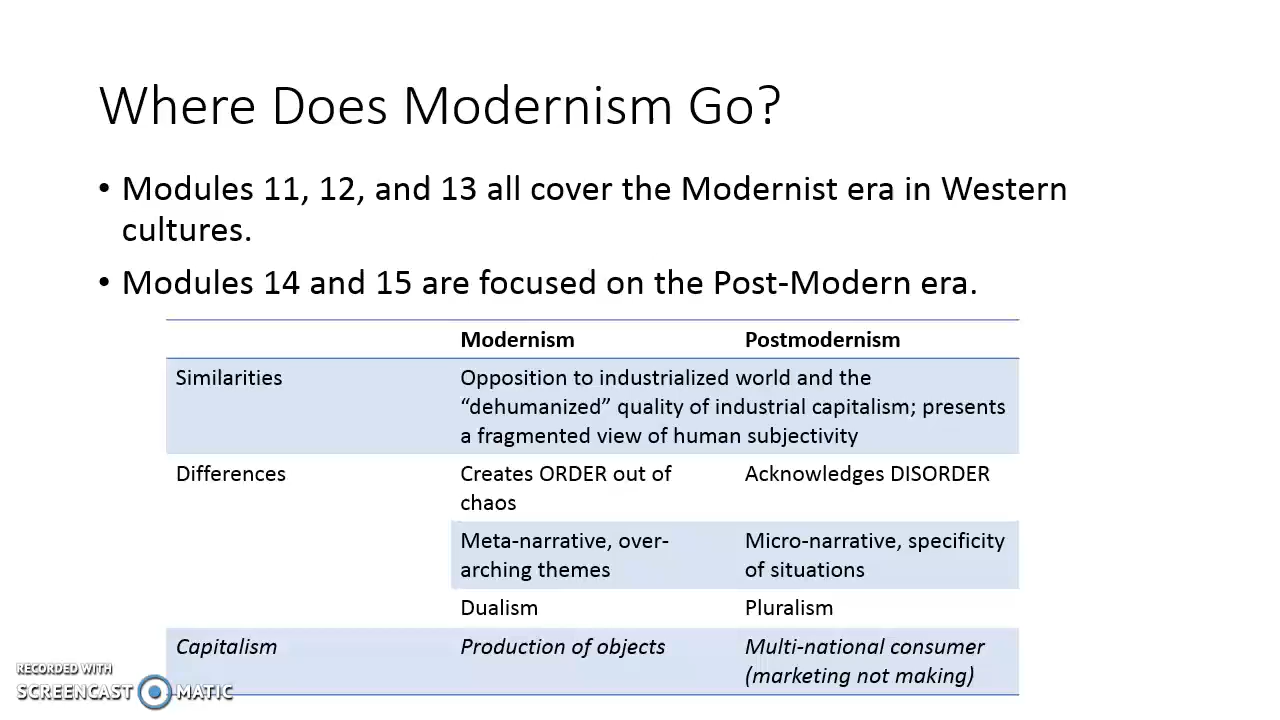 Where Does Modernism Go?
• Modules 11, 12, and 13 all cover the Modernist era in Western
cultures.
• Modules 14 and 15 are focused on the Post-Modern era.
Modernism Postmodernism
Similarities Opposition to industrialized world and the
“dehumanized” quality of industrial capitalism; presents
a fragmented view of human subjectivity
Differences Creates ORDER out of Acknowledges DISORDER
chaos
Meta-narrative, over- Micro-narrative, specificity
arching themes of situations
Dualism Pluralism
Capitalism Production of objects Multi-national consumer
(marketing not making)
RECORDED WITH
SCREENCAST MATIC